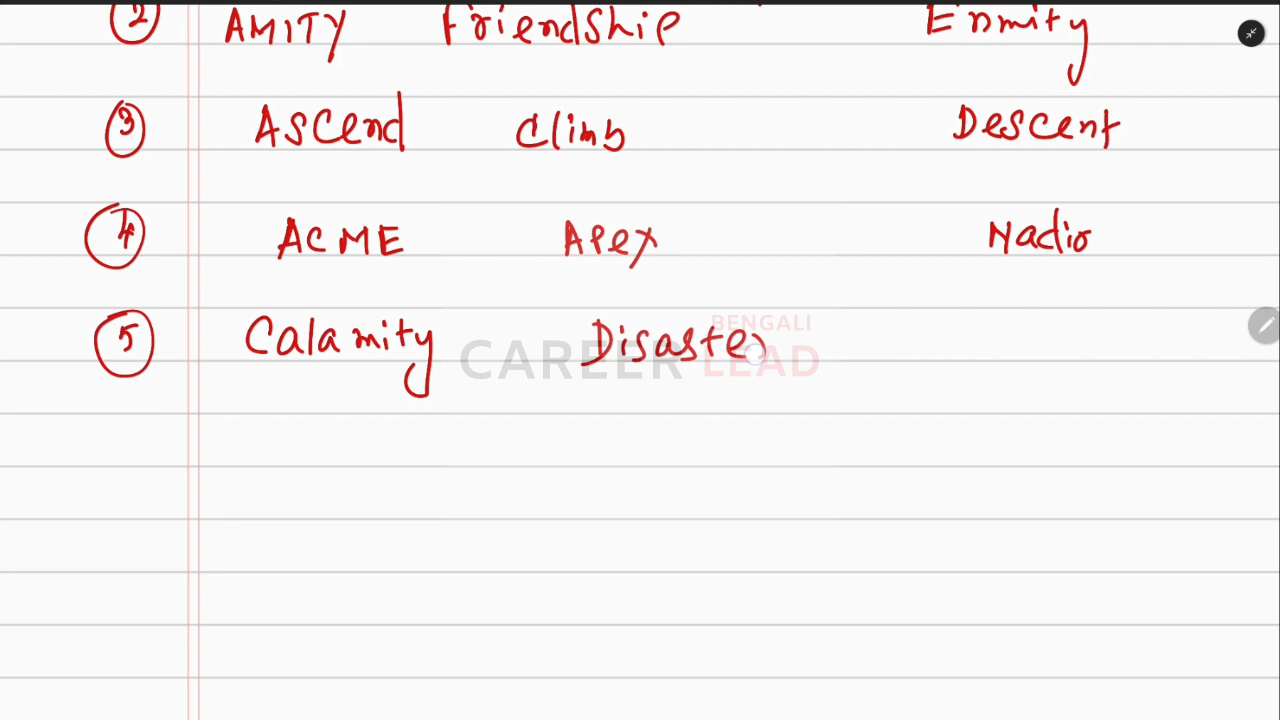 2 AMITY Friendship Enmity
3 Ascend Climb Descent
4 ACME Apex Nadir
5 Calamity Disaster
BENGALI
CAREER LEAD